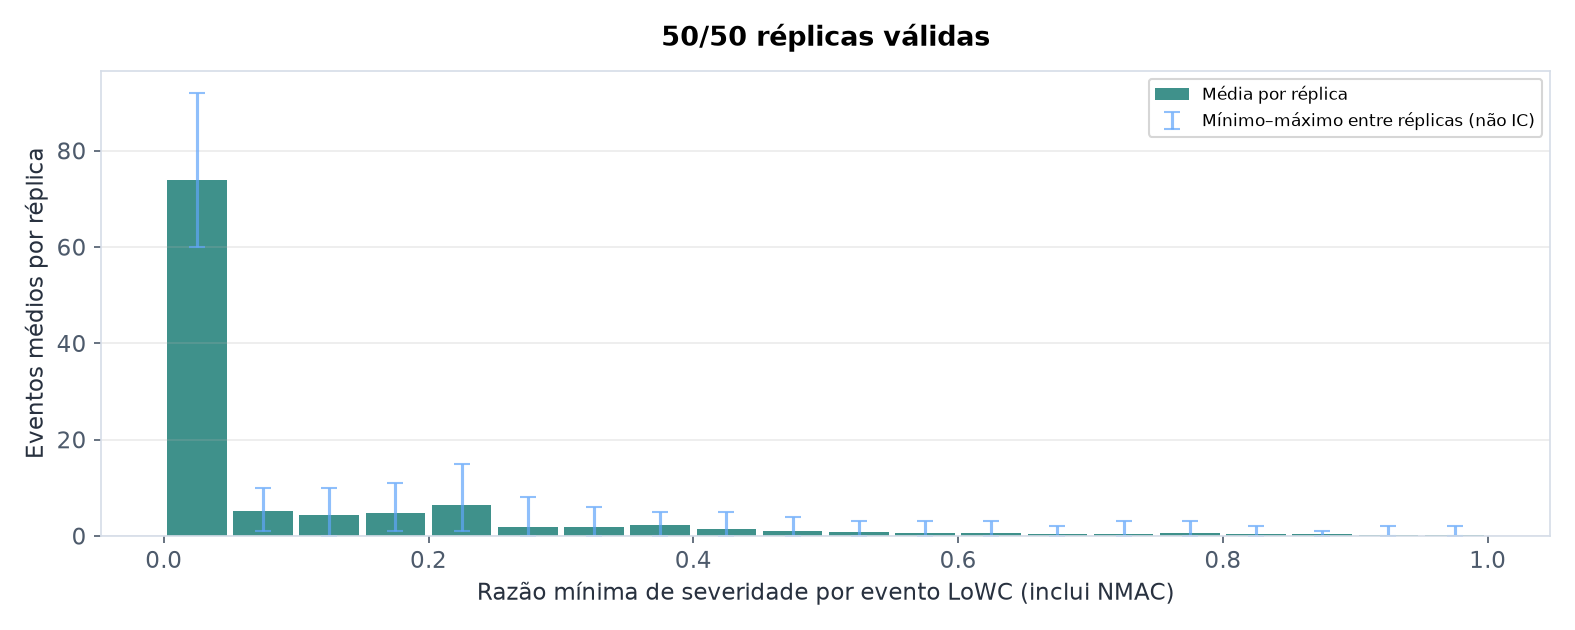 50/50 réplicas válidas
Média por réplica
Mínimo–máximo entre réplicas (não IC)
Eventos médios por réplica
80
60
40
20
0
0.0 0.2 0.4 0.6 0.8 1.0
Razão mínima de severidade por evento LoWC (inclui NMAC)